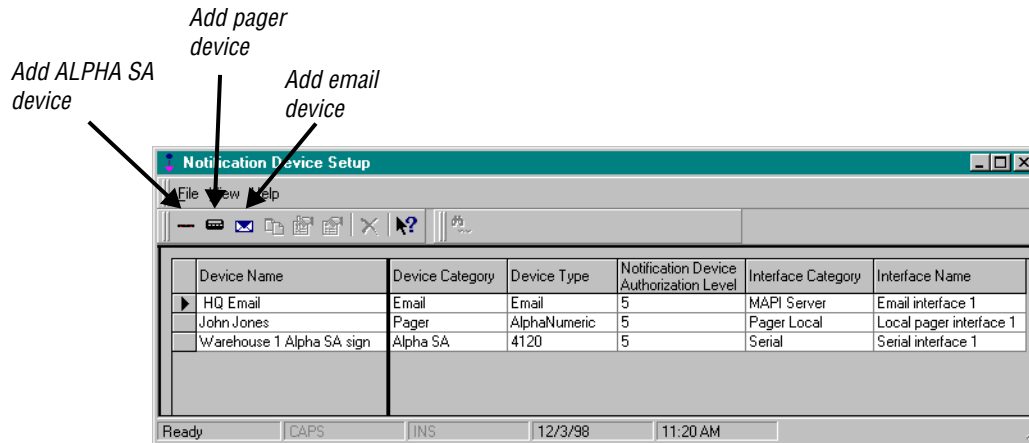 Add pager
device
Add ALPHA SA
device
Add email
device
Notification Device Setup
File View Help
Device Name Device Category Device Type Notification Device Authorization Level Interface Category Interface Name
HQ Email Email Email 5 MAPI Server Email interface 1
John Jones Pager AlphaNumeric 5 Pager Local Local pager interface 1
Warehouse 1 Alpha SA sign Alpha SA 4120 5 Serial Serial interface 1
Ready CAPS INS 12/3/98 11:20 AM